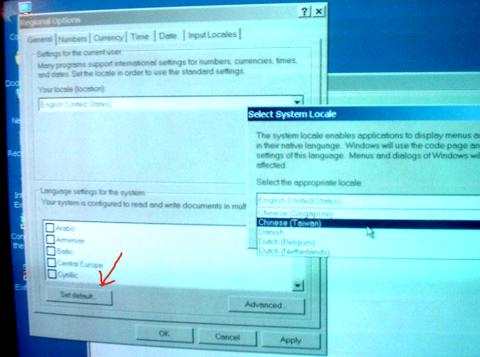 Regional Options
General Numbers Currency Time Date Input Locales
Settings for the current user
Many programs support international settings for numbers, currencies, times,
and dates. Set the locale in order to use the standard settings.
Your locale (location):
English (United States)
Select System Locale
The system locale enables applications to display menus a
in their native language. Windows will use the code page an
settings of this language. Menus and dialogs of Windows wil
affected.
Select the appropriate locale.
English (United States)
Chinese (Singapore)
Chinese (Taiwan)
Danish
Dutch (Belgium)
Dutch (Netherlands)
Language settings for the system
Your system is configured to read and write documents in mult
Arabic
Armenian
Baltic
Central Europe
Cyrillic
Set default...
Advanced...
OK Cancel Apply